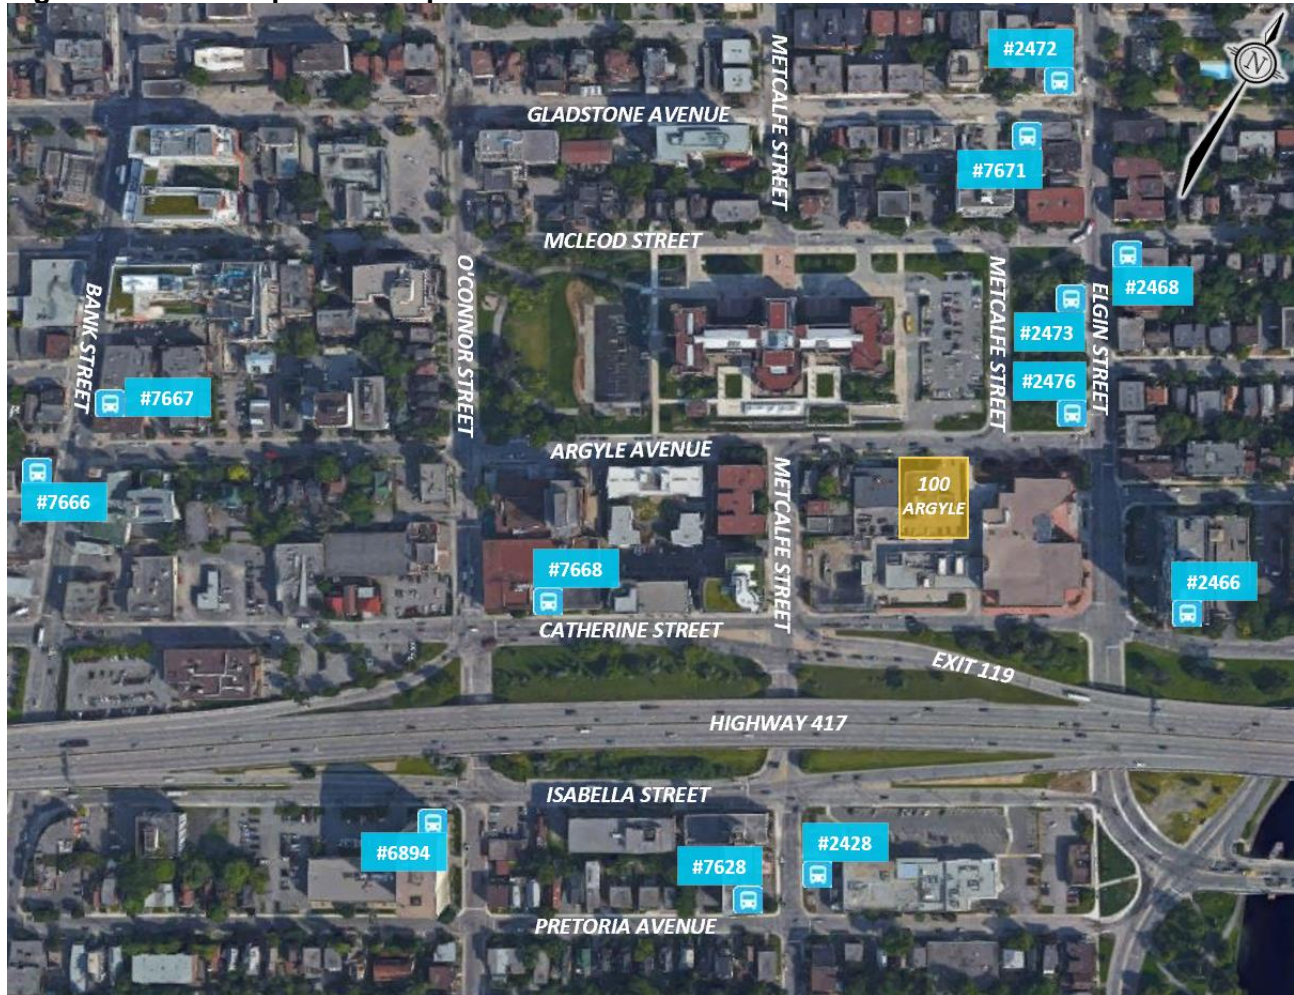 #2472
METCALFE STREET
GLADSTONE AVENUE
N
#7671
MCLEOD STREET
O'CONNOR STREET
METCALFE STREET
#2468
BANK STREET
ELGIN STREET
#2473
#2476
#7667
ARGYLE AVENUE
METCALFE STREET
100
ARGYLE
#7666
#7668
#2466
CATHERINE STREET
EXIT 119
HIGHWAY 417
ISABELLA STREET
#6894
#2428
#7628
PRETORIA AVENUE